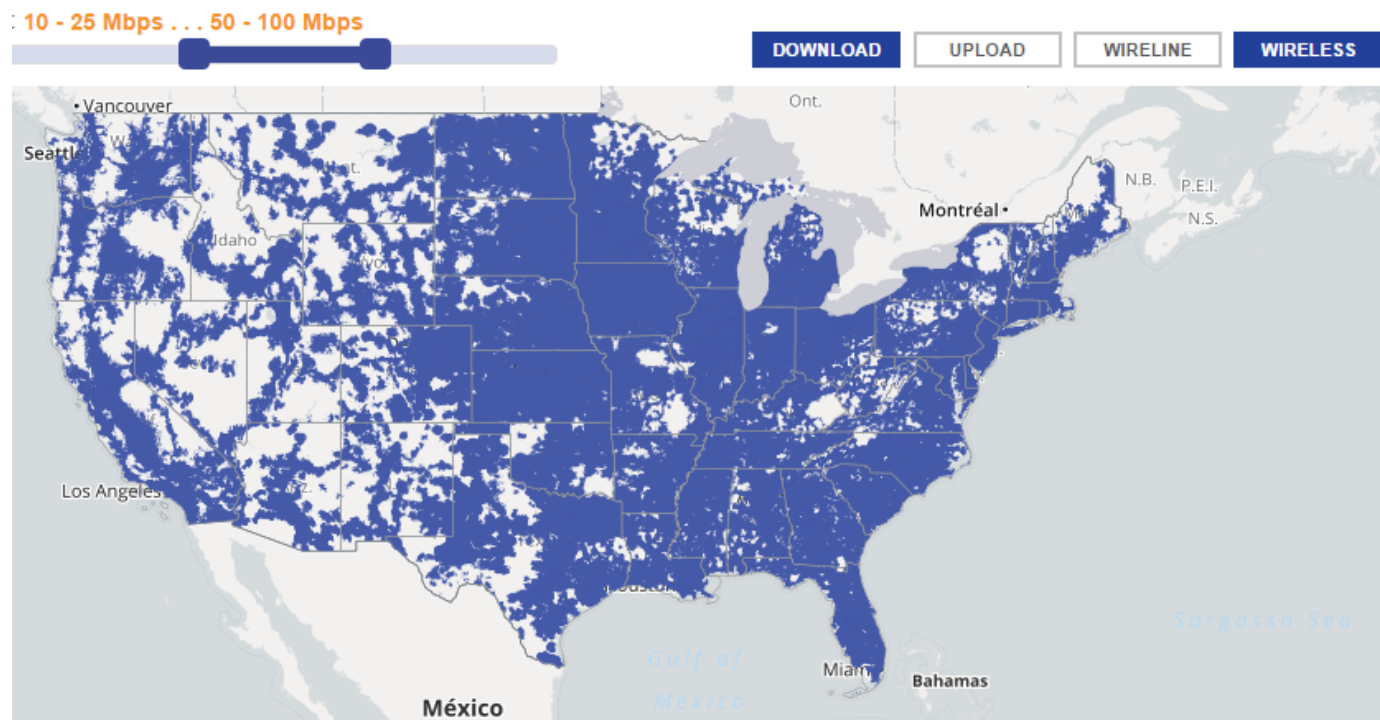 : 10 - 25 Mbps . . . 50 - 100 Mbps
DOWNLOAD
UPLOAD
WIRELINE
WIRELESS
Vancouver
Ont.
Seattl
N.B.
P.E.I.
Montréal
N.S.
Idaho
Los Angeles
Houston
Sargasso Sea
Gulf of
Mexico
Miam
Bahamas
México